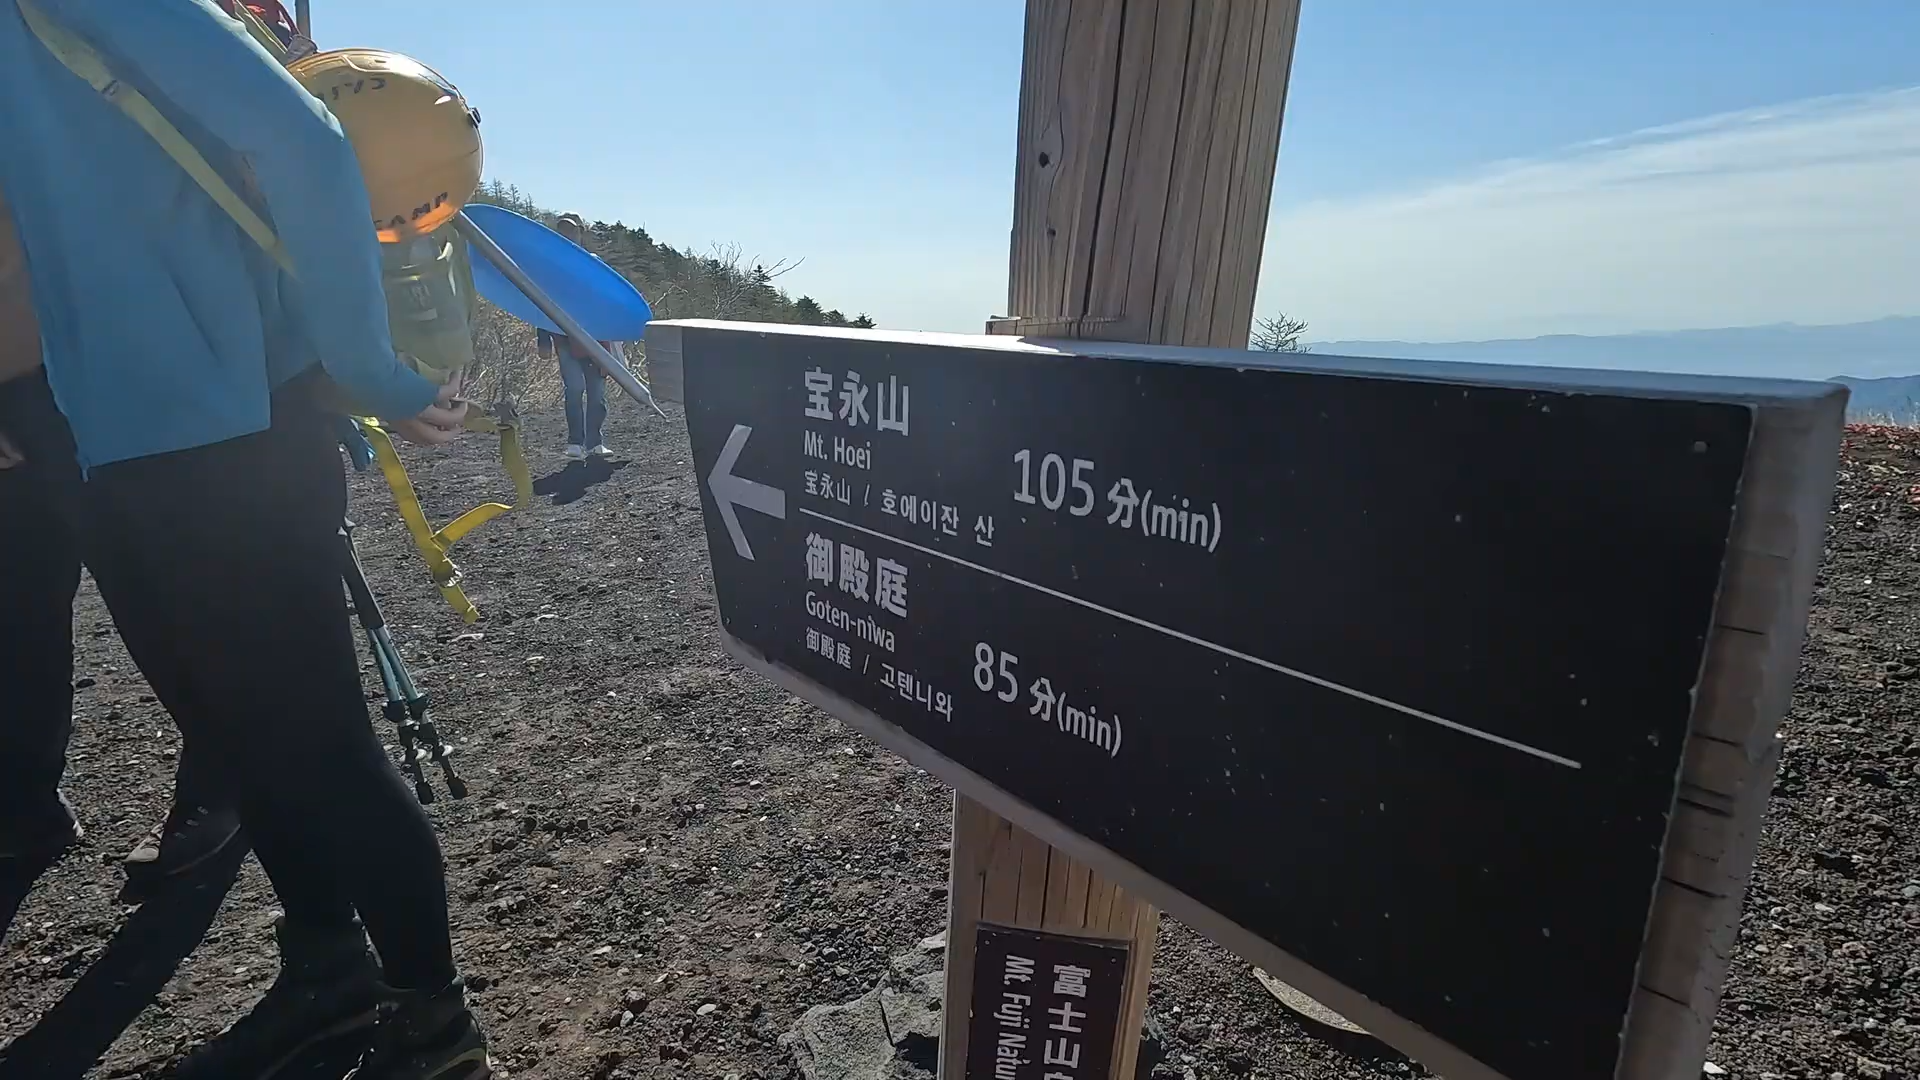 宝永山
Mt. Hoei
宝永山 / 호에이잔 산
105 分(min)
御殿庭
Goten-niwa
御殿庭 / 고텐니와
85 分(min)
富士山
Mt. Fuji
CAMP